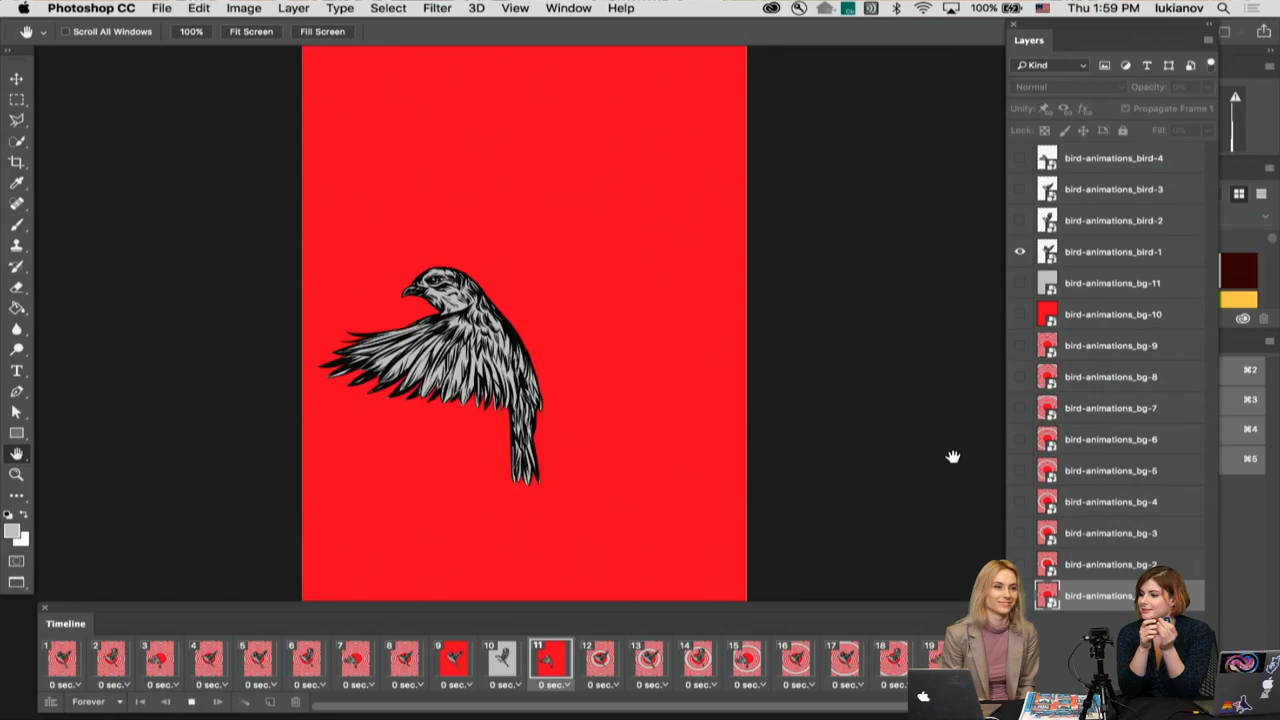 Photoshop CC File Edit Image Layer Type Select Filter 3D View Window Help 100% Thu 1:59 PM lukianov
Scroll All Windows 100% Fit Screen Fill Screen
Layers
Kind
Normal Opacity: 0%
Unify: Propagate Frame 1
Lock: Fill: 0%
bird-animations_bird-4
bird-animations_bird-3
bird-animations_bird-2
bird-animations_bird-1
bird-animations_bg-11
bird-animations_bg-10
bird-animations_bg-9
bird-animations_bg-8
bird-animations_bg-7
bird-animations_bg-6
bird-animations_bg-5
bird-animations_bg-4
bird-animations_bg-3
bird-animations_bg-2
bird-animations_
⌘2
⌘3
⌘4
⌘5
Timeline
1 2 3 4 5 6 7 8 9 10 11 12 13 14 15 16 17 18 19
0 sec. 0 sec. 0 sec. 0 sec. 0 sec. 0 sec. 0 sec. 0 sec. 0 sec. 0 sec. 0 sec. 0 sec. 0 sec. 0 sec. 0 sec. 0 sec. 0 sec. 0 sec. 0
Forever